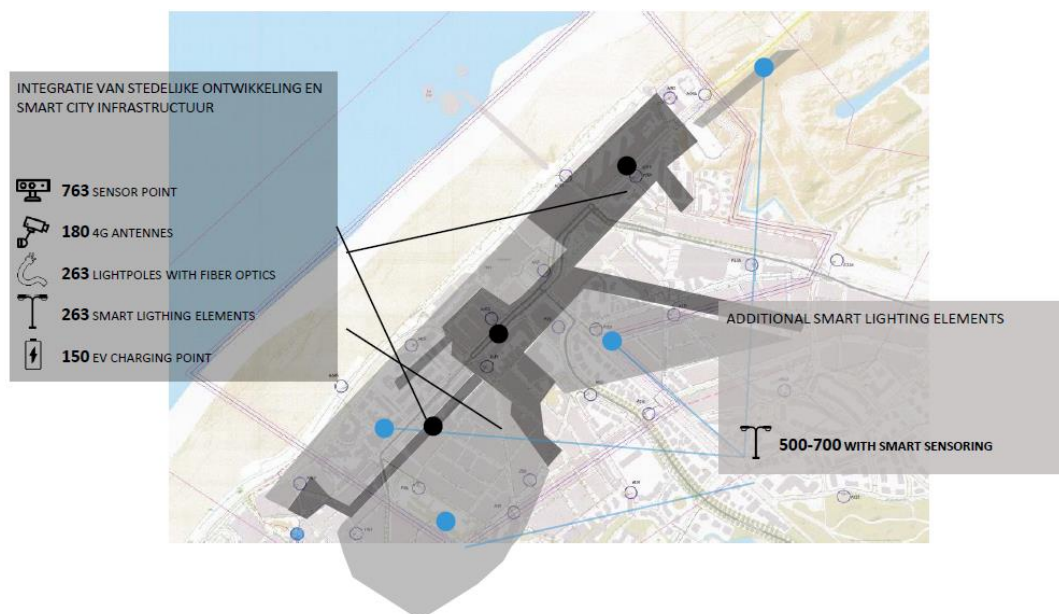 INTEGRATIE VAN STEDELIJKE ONTWIKKELING EN
SMART CITY INFRASTRUCTUUR
763 SENSOR POINT
180 4G ANTENNES
263 LIGHTPOLES WITH FIBER OPTICS
263 SMART LIGTHING ELEMENTS
150 EV CHARGING POINT
ADDITIONAL SMART LIGHTING ELEMENTS
500-700 WITH SMART SENSORING